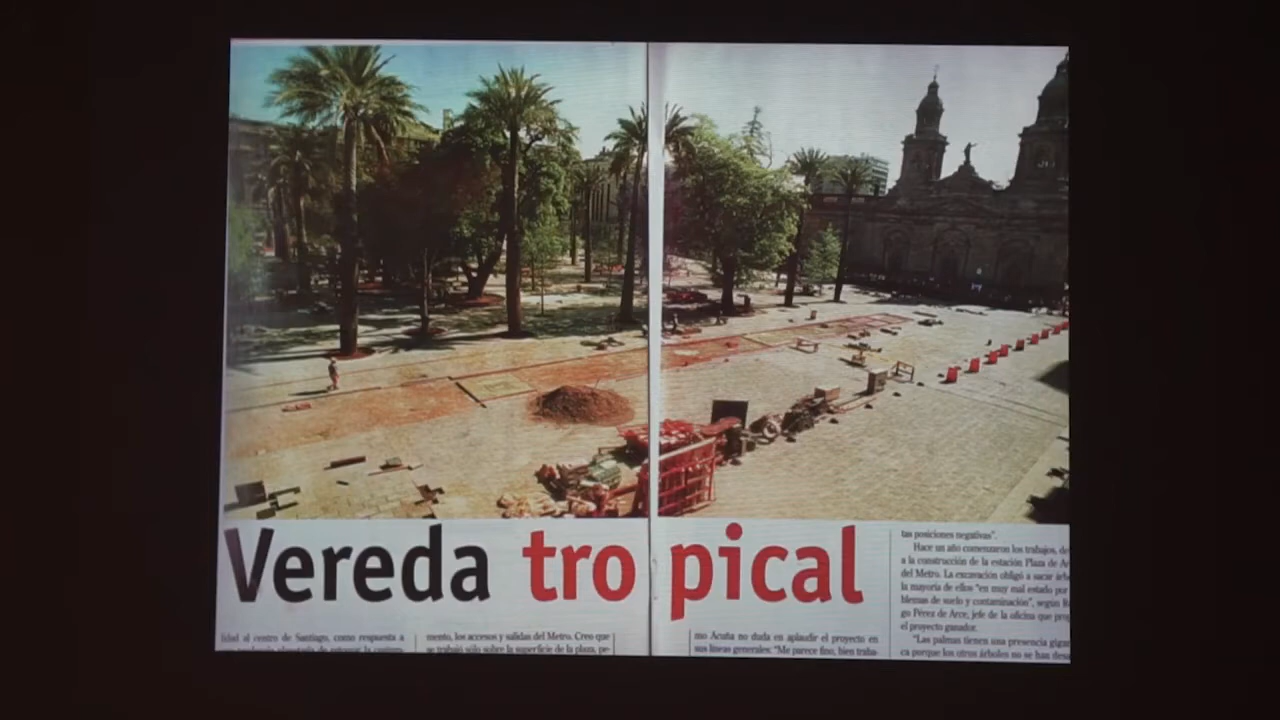 Vereda tropical
lidad al centro de Santiago, como respuesta a
mento, los accesos y salidas del Metro. Creo que
se trabajó sólo sobre la superficie de la plaza, pe-
mo Acuña no duda en aplaudir el proyecto en
sus líneas generales: "Me parece fino, bien traba-
tas posiciones negativas".
Hace un año comenzaron los trabajos, de
a la construcción de la estación Plaza de Ar
del Metro. La excavación obligó a sacar árb
la mayoría de ellos "en muy mal estado por
blemas de suelo y contaminación", según R
go Pérez de Arce, jefe de la oficina que pro
el proyecto ganador.
"Las palmas tienen una presencia gigan
ca porque los otros árboles no se han desa